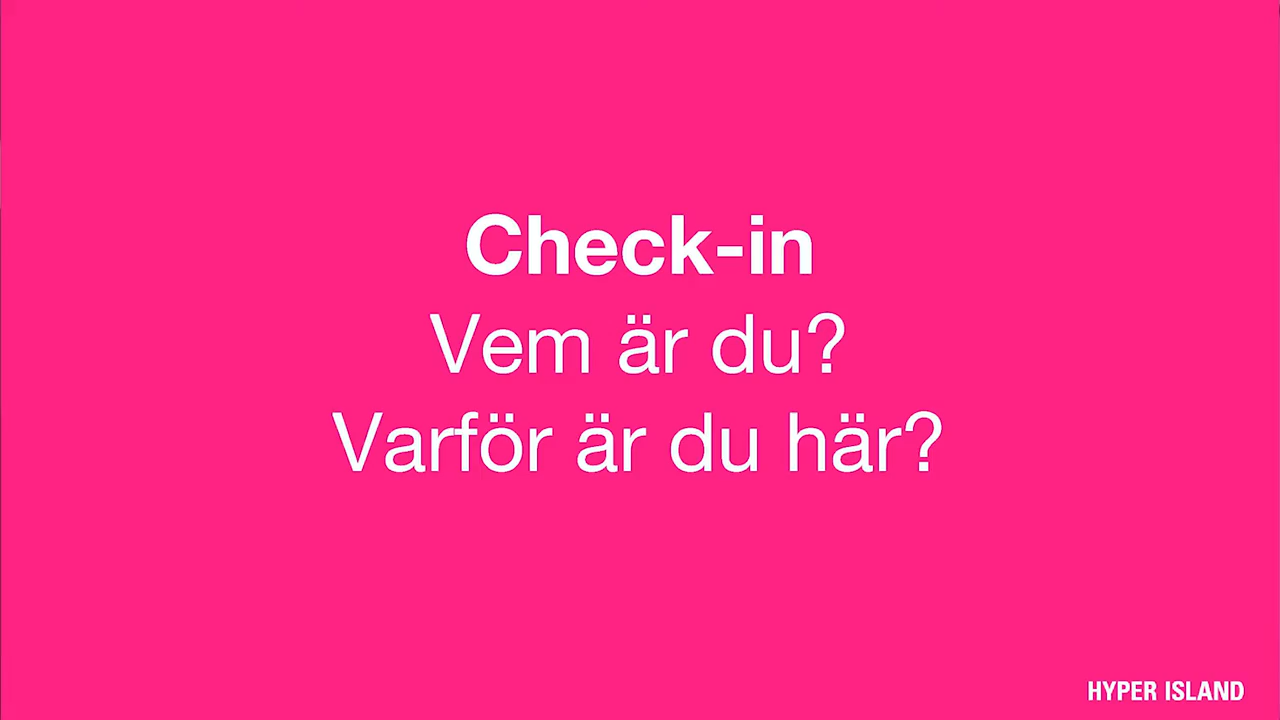 Check-in
Vem är du?
Varför är du här?
HYPER ISLAND